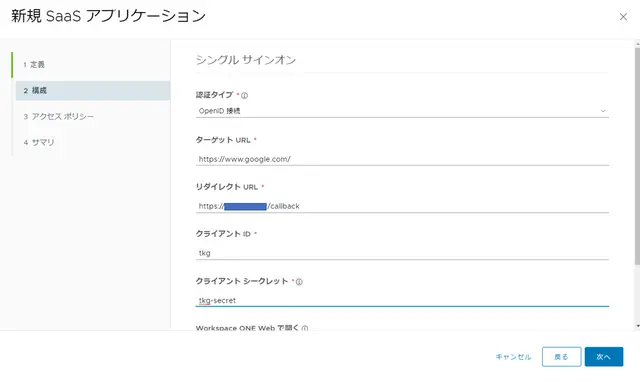 新規 SaaS アプリケーション
1 定義
2 構成
3 アクセス ポリシー
4 サマリ
シングル サインオン
認証タイプ *
OpenID 接続
ターゲット URL *
https://www.google.com/
リダイレクト URL *
https:// /callback
クライアント ID *
tkg
クライアント シークレット *
tkg-secret
Workspace ONE Web で開く
キャンセル
戻る
次へ